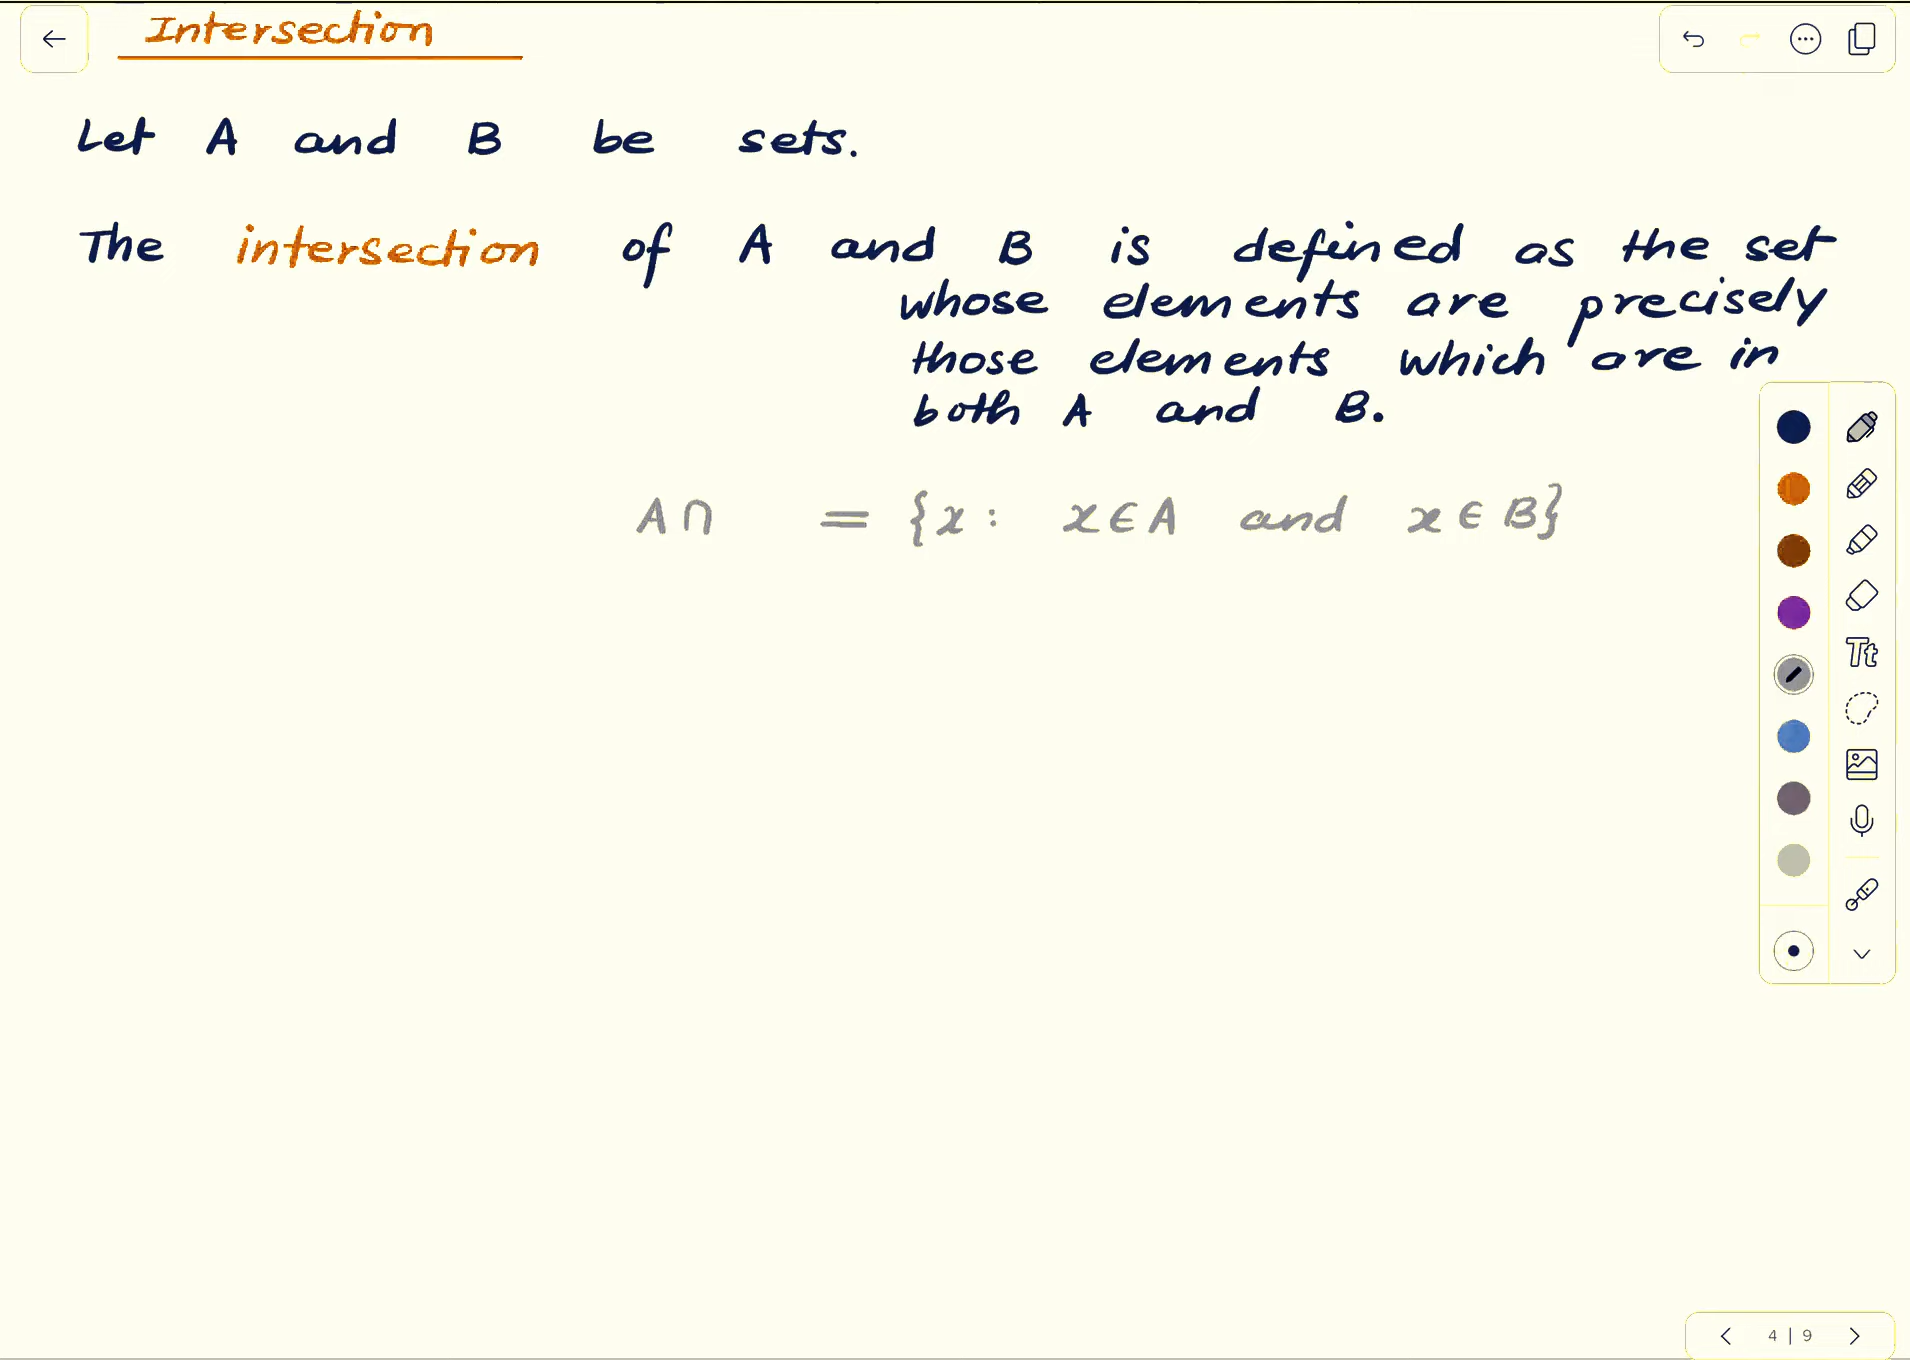 Intersection
Let A and B be sets.
The intersection of A and B is defined as the set
whose elements are precisely
those elements which are in
both A and B.
A∩ = {x: x∈A and x∈B}
Tt
4 | 9